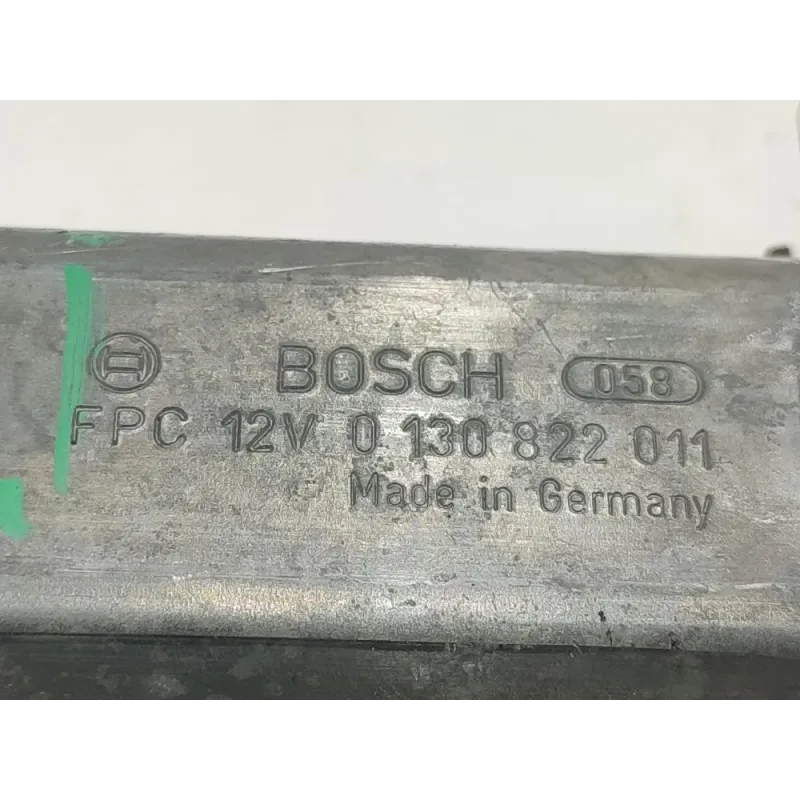 BOSCH 058
FPC 12V 0 130 822 011
Made in Germany